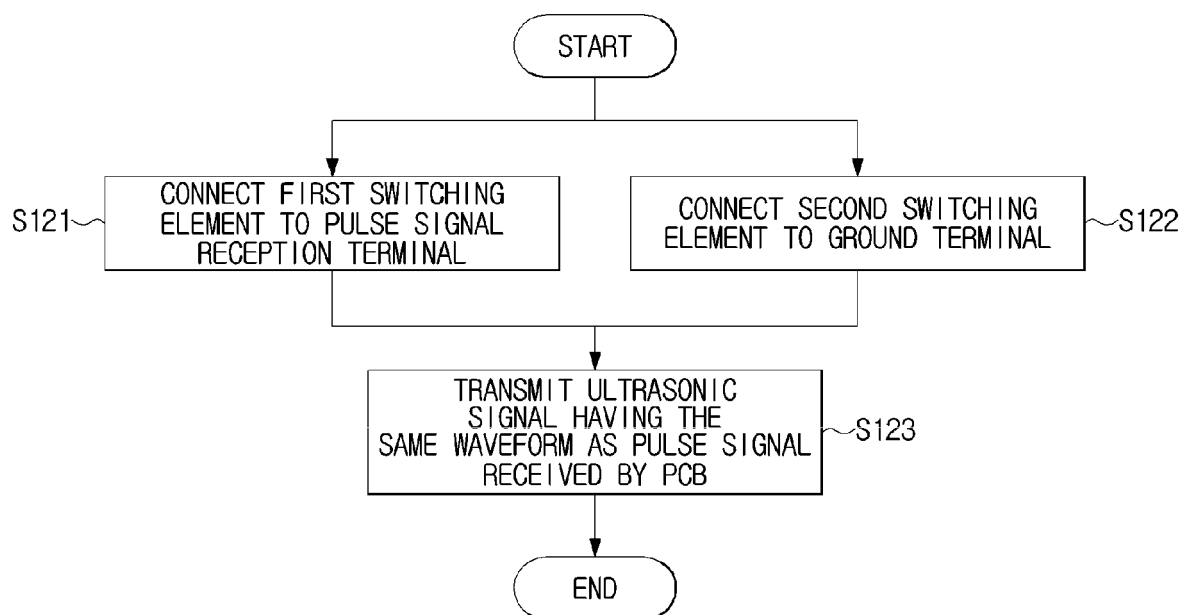 START
S121
CONNECT FIRST SWITCHING
ELEMENT TO PULSE SIGNAL
RECEPTION TERMINAL
CONNECT SECOND SWITCHING
ELEMENT TO GROUND TERMINAL
S122
TRANSMIT ULTRASONIC
SIGNAL HAVING THE
SAME WAVEFORM AS PULSE SIGNAL
RECEIVED BY PCB
S123
END